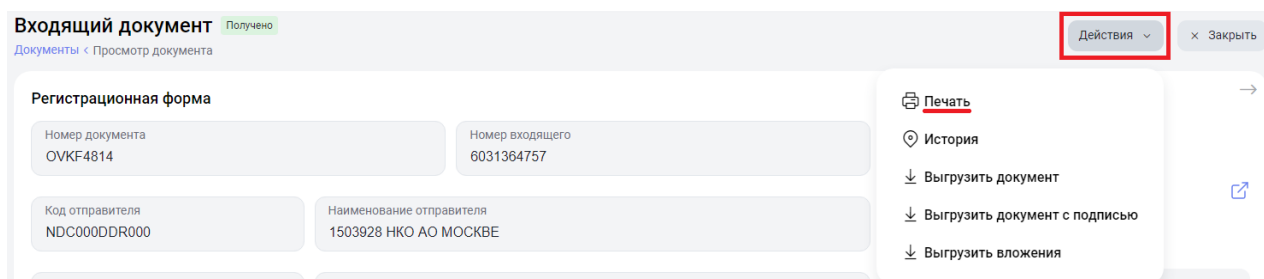 Входящий документ Получено
Действия
× Закрыть
Документы < Просмотр документа
Регистрационная форма
Номер документа
OVKF4814
Номер входящего
6031364757
Код отправителя
NDC000DDR000
Наименование отправителя
1503928 НКО АО МОСКВЕ
Печать
История
Выгрузить документ
Выгрузить документ с подписью
Выгрузить вложения